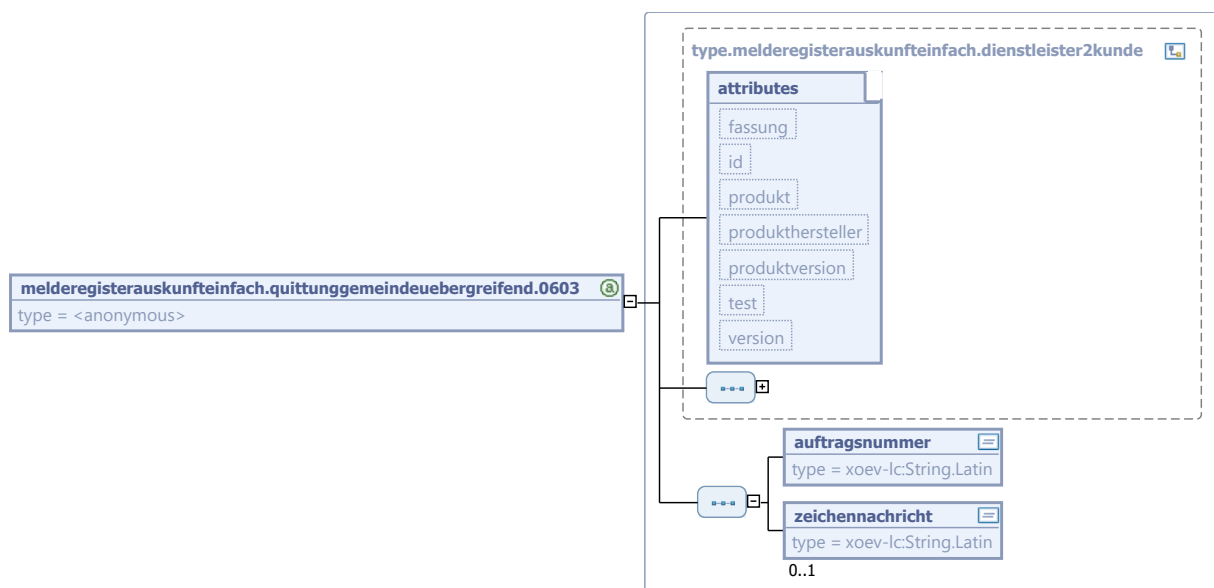 type.melderegisterauskunfteinfach.dienstleister2kunde
attributes
fassung
id
produkt
produkthersteller
produktversion
test
version
melderegisterauskunfteinfach.quittunggemeindeuebergreifend.0603
type = <anonymous>
auftragsnummer
type = xoev-lc:String.Latin
zeichennachricht
type = xoev-lc:String.Latin
0..1